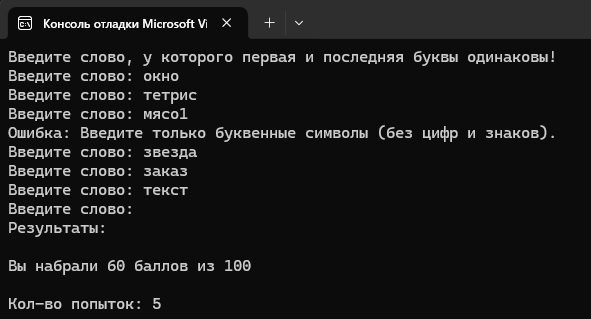 Консоль отладки Microsoft Vi
Введите слово, у которого первая и последняя буквы одинаковы!
Введите слово: окно
Введите слово: тетрис
Введите слово: мясо1
Ошибка: Введите только буквенные символы (без цифр и знаков).
Введите слово: звезда
Введите слово: заказ
Введите слово: текст
Введите слово:
Результаты:
Вы набрали 60 баллов из 100
Кол-во попыток: 5